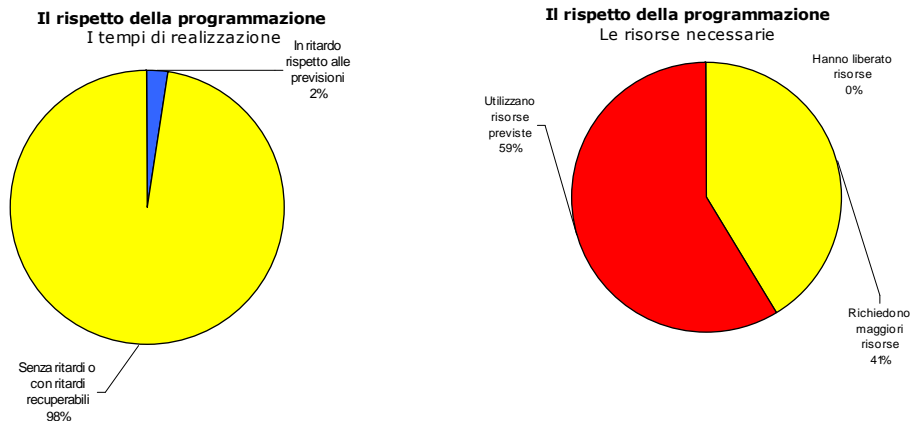 Il rispetto della programmazione
I tempi di realizzazione
In ritardo
rispetto alle
previsioni
2%
Senza ritardi o
con ritardi
recuperabili
98%
Il rispetto della programmazione
Le risorse necessarie
Hanno liberato
risorse
0%
Utilizzano
risorse
previste
59%
Richiedono
maggiori
risorse
41%